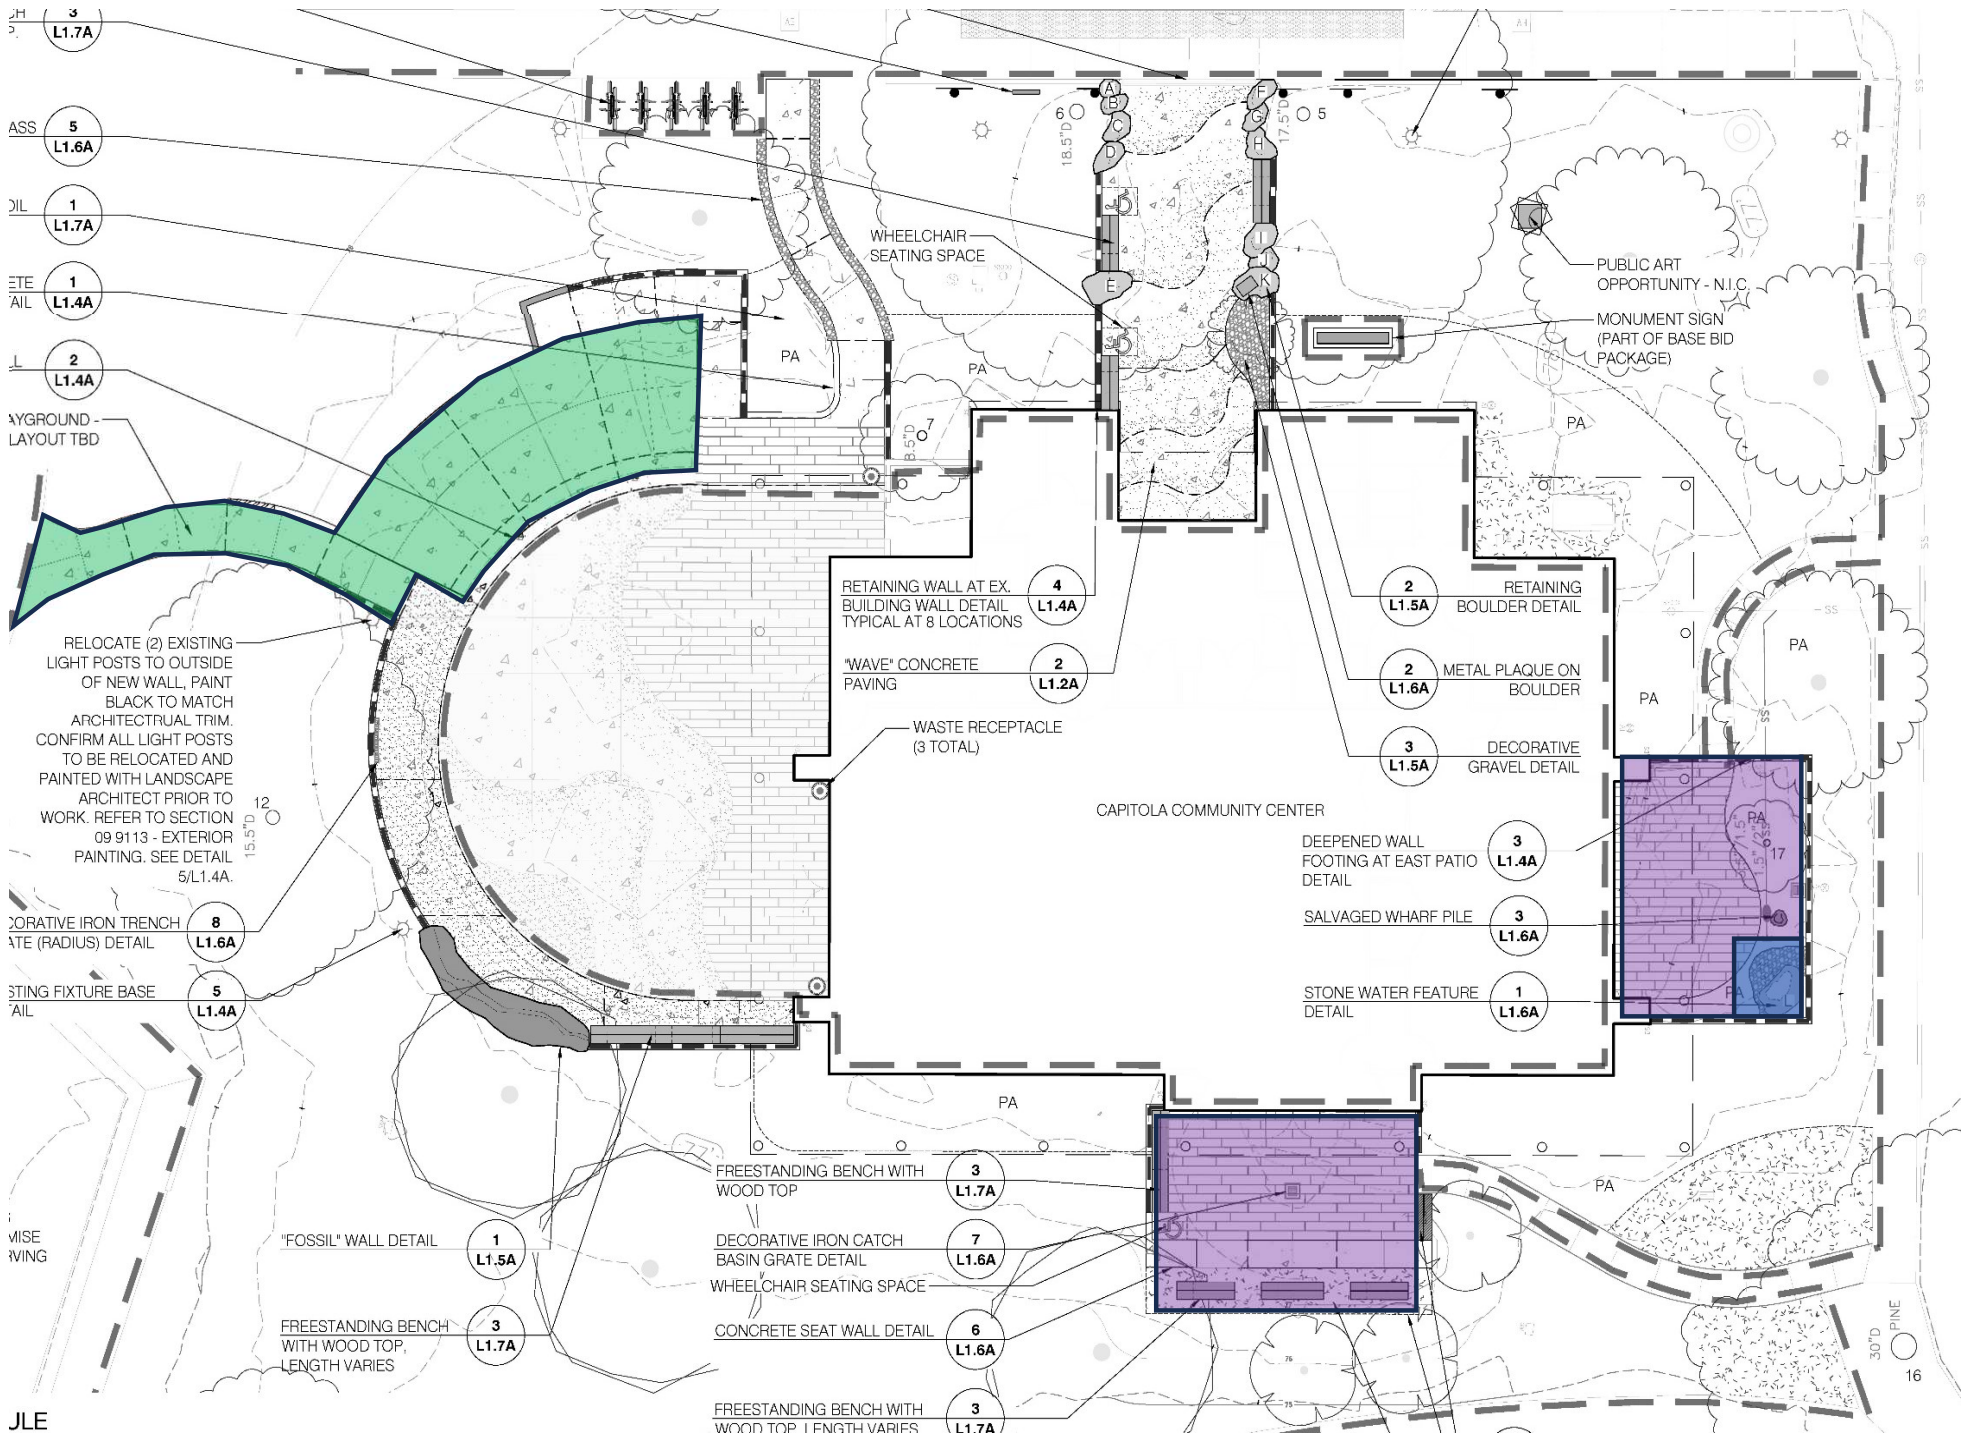 3
L1.7A
ASS
5
L1.6A
OIL
1
L1.7A
ETE
AIL
1
L1.4A
2
L1.4A
AYGROUND -
LAYOUT TBD
RELOCATE (2) EXISTING
LIGHT POSTS TO OUTSIDE
OF NEW WALL, PAINT
BLACK TO MATCH
ARCHITECTRUAL TRIM.
CONFIRM ALL LIGHT POSTS
TO BE RELOCATED AND
PAINTED WITH LANDSCAPE
ARCHITECT PRIOR TO
WORK. REFER TO SECTION
09 9113 - EXTERIOR
PAINTING. SEE DETAIL
5/L1.4A.
12
15.5"D
CORATIVE IRON TRENCH
ATE (RADIUS) DETAIL
8
L1.6A
STING FIXTURE BASE
AIL
5
L1.4A
MISE
RVING
JLE
"FOSSIL" WALL DETAIL
1
L1.5A
FREESTANDING BENCH
WITH WOOD TOP,
LENGTH VARIES
3
L1.7A
A
B
C
D
E
F
G
H
I
J
K
6
18.5"D
17.5"D
5
WHEELCHAIR
SEATING SPACE
PA
PA
7
8.5"D
PUBLIC ART
OPPORTUNITY - N.I.C.
MONUMENT SIGN
(PART OF BASE BID
PACKAGE)
77
PA
RETAINING WALL AT EX.
BUILDING WALL DETAIL
TYPICAL AT 8 LOCATIONS
4
L1.4A
"WAVE" CONCRETE
PAVING
2
L1.2A
WASTE RECEPTACLE
(3 TOTAL)
2
L1.5A
RETAINING
BOULDER DETAIL
2
L1.6A
METAL PLAQUE ON
BOULDER
3
L1.5A
DECORATIVE
GRAVEL DETAIL
CAPITOLA COMMUNITY CENTER
DEEPENED WALL
FOOTING AT EAST PATIO
DETAIL
3
L1.4A
SALVAGED WHARF PILE
3
L1.6A
STONE WATER FEATURE
DETAIL
1
L1.6A
PA
PA
PA
17
PA
SS
SS
PA
PA
FREESTANDING BENCH WITH
WOOD TOP
3
L1.7A
DECORATIVE IRON CATCH
BASIN GRATE DETAIL
7
L1.6A
WHEELCHAIR SEATING SPACE
CONCRETE SEAT WALL DETAIL
6
L1.6A
FREESTANDING BENCH WITH
WOOD TOP, LENGTH VARIES
3
L1.7A
76
75
30"D
PINE
16